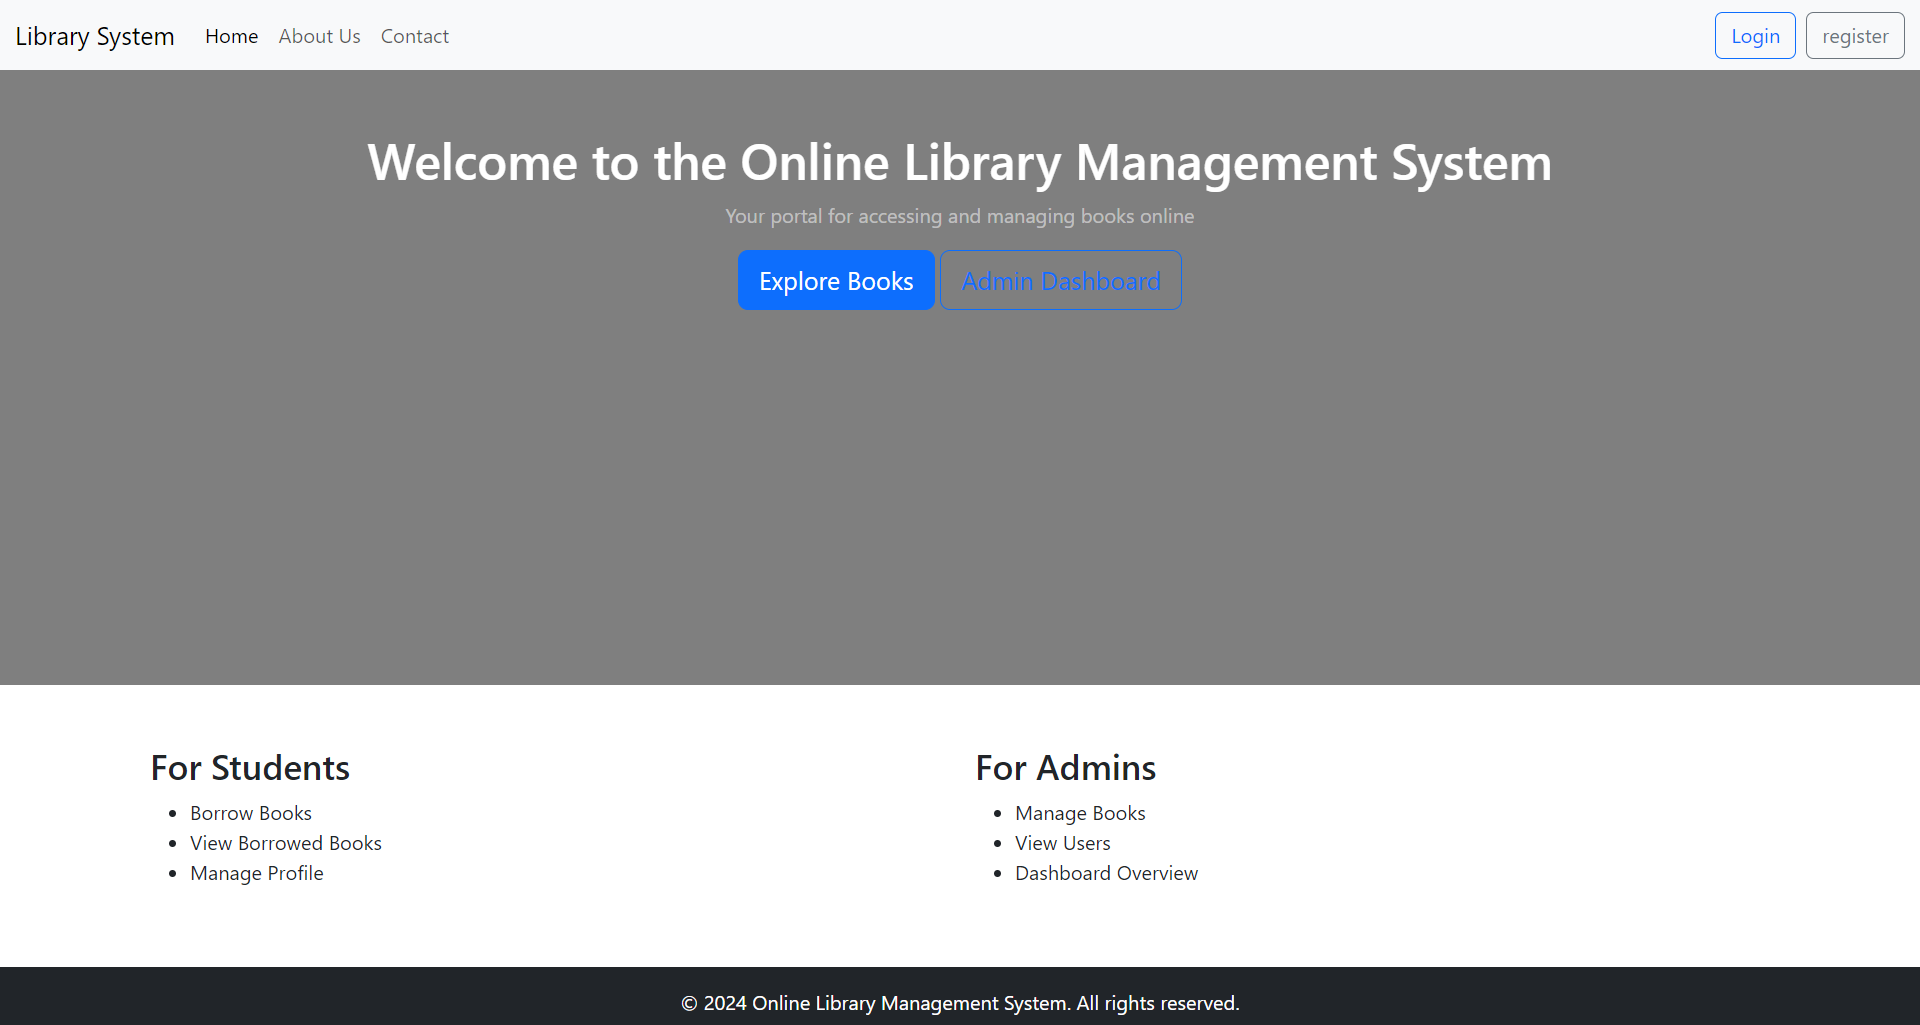 Library System Home About Us Contact Login register
Welcome to the Online Library Management System
Your portal for accessing and managing books online
Explore Books Admin Dashboard
For Students
• Borrow Books
• View Borrowed Books
• Manage Profile
For Admins
• Manage Books
• View Users
• Dashboard Overview
© 2024 Online Library Management System. All rights reserved.